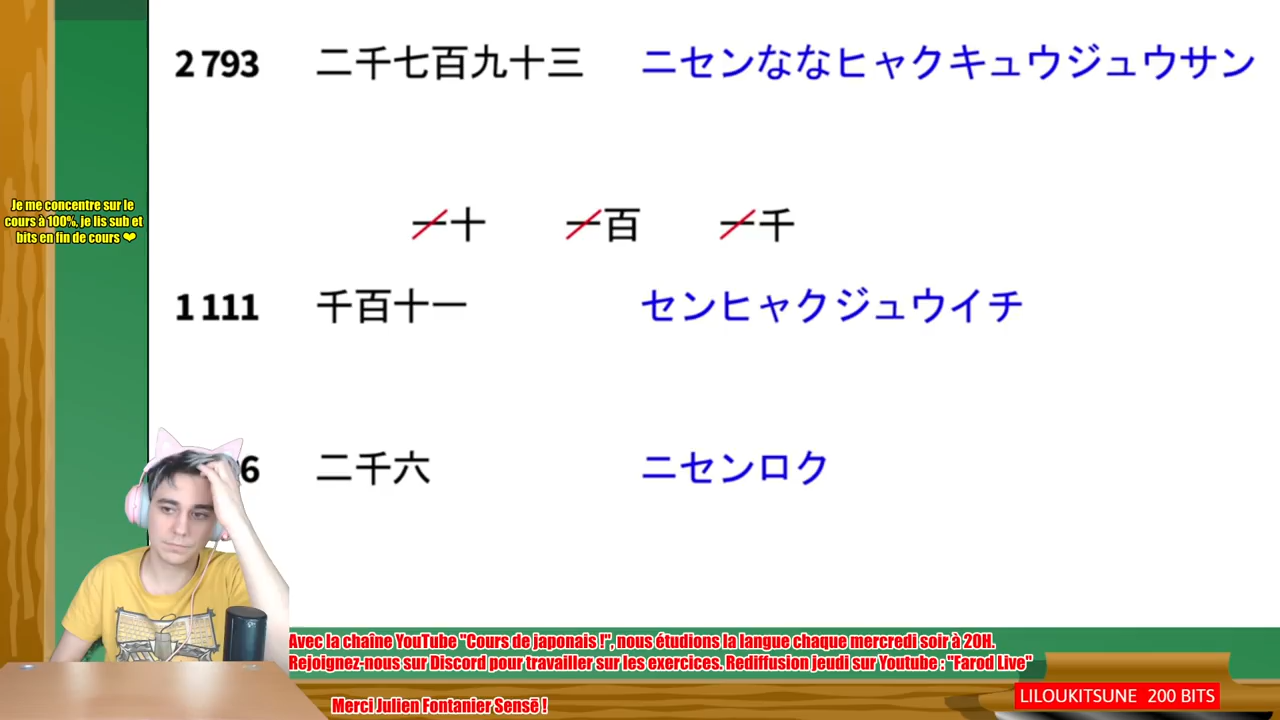 2 793 二千七百九十三 ニセンななヒャクキュウジュウサン
一十 一百 一千
1 111 千百十一 センヒャクジュウイチ
6 二千六 ニセンロク
Je me concentre sur le
cours à 100%, je lis sub et
bits en fin de cours ❤
Avec la chaîne YouTube "Cours de japonais !", nous étudions la langue chaque mercredi soir à 20H.
Rejoignez-nous sur Discord pour travailler sur les exercices. Rediffusion jeudi sur Youtube : "Farod Live"
Merci Julien Fontanier Sensē !
LILOUKITSUNE 200 BITS